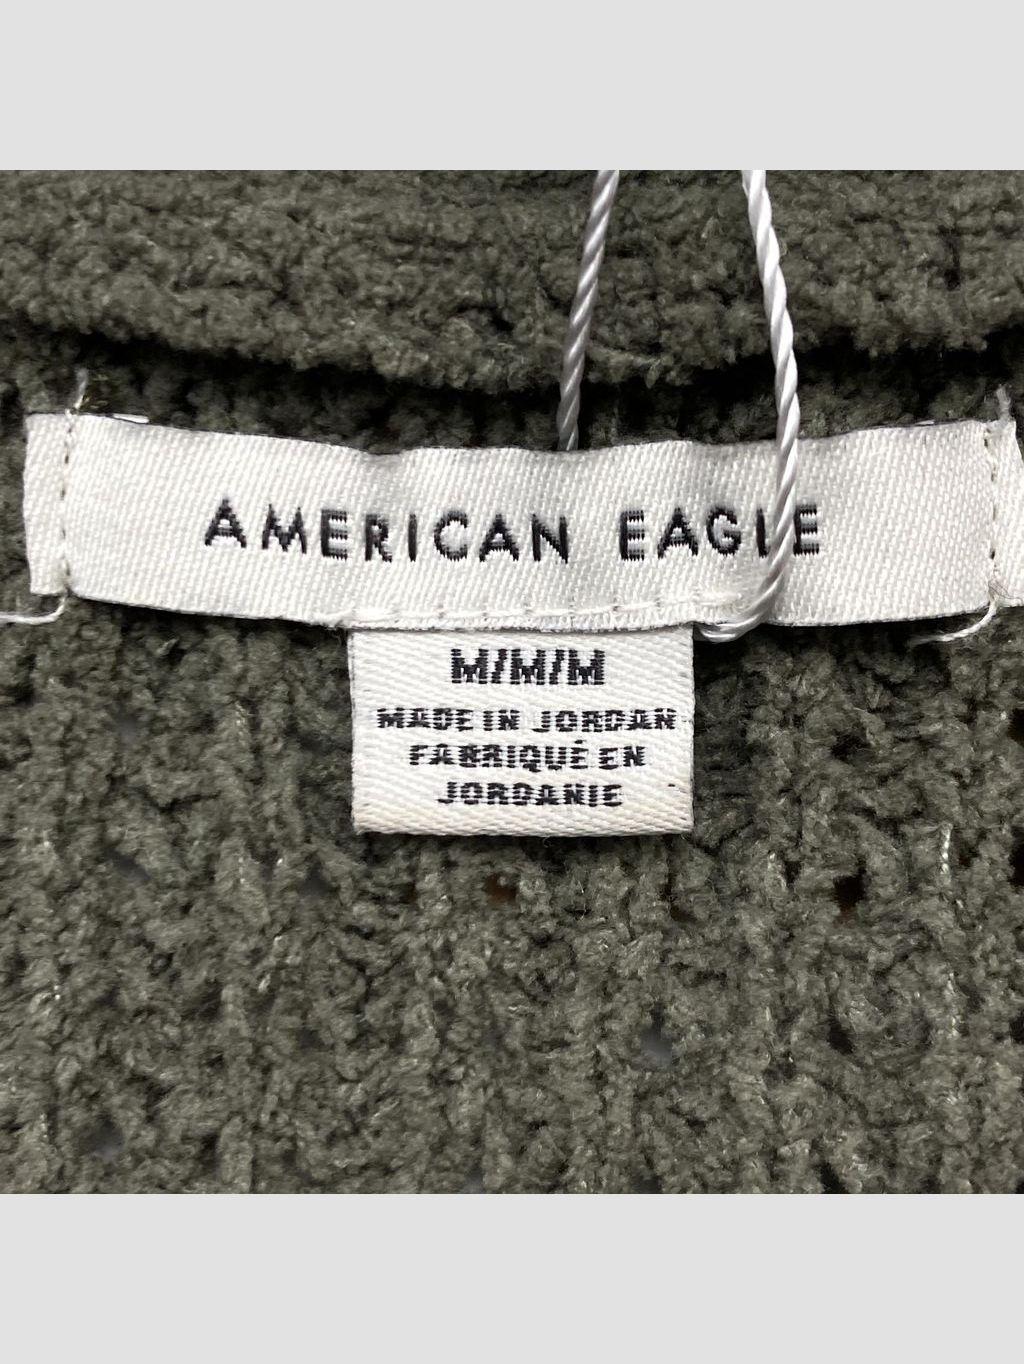 AMERICAN EAGLE
M/M/M
MADE IN JORDAN
FABRIQUÉ EN
JORDANIE